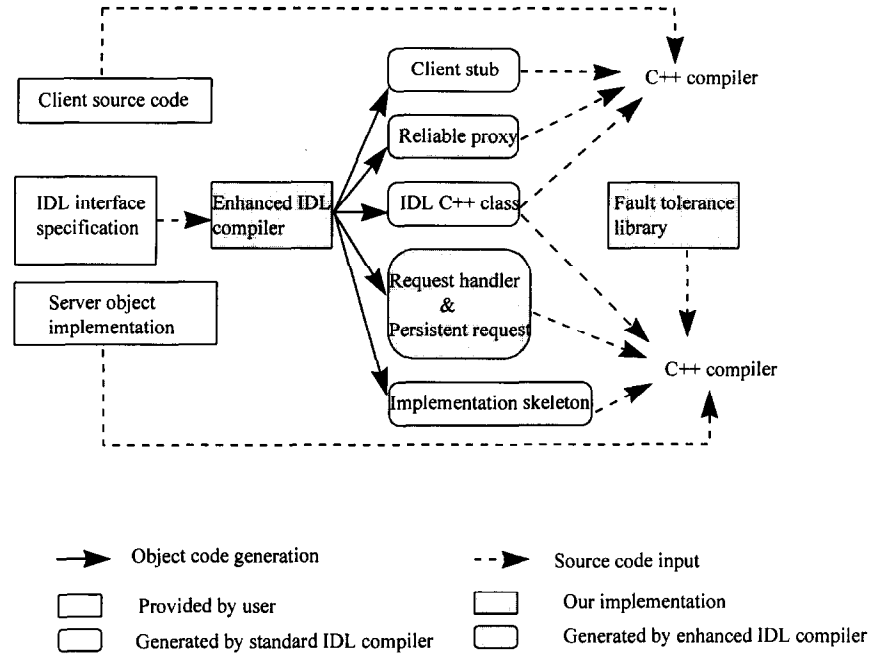 Client source code
IDL interface
specification
Server object
implementation
Enhanced IDL
compiler
Client stub
Reliable proxy
IDL C++ class
Request handler
&
Persistent request
Implementation skeleton
C++ compiler
Fault tolerance
library
C++ compiler
Object code generation
Source code input
Provided by user
Our implementation
Generated by standard IDL compiler
Generated by enhanced IDL compiler